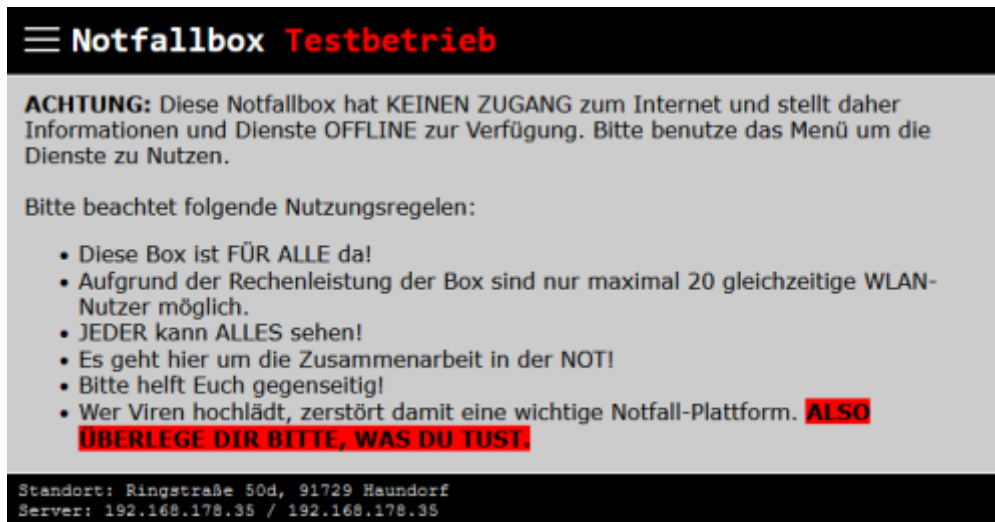 Notfallbox Testbetrieb
ACHTUNG: Diese Notfallbox hat KEINEN ZUGANG zum Internet und stellt daher
Informationen und Dienste OFFLINE zur Verfügung. Bitte benutze das Menü um die
Dienste zu Nutzen.
Bitte beachtet folgende Nutzungsregeln:
• Diese Box ist FÜR ALLE da!
• Aufgrund der Rechenleistung der Box sind nur maximal 20 gleichzeitige WLAN-
Nutzer möglich.
• JEDER kann ALLES sehen!
• Es geht hier um die Zusammenarbeit in der NOT!
• Bitte helft Euch gegenseitig!
• Wer Viren hochlädt, zerstört damit eine wichtige Notfall-Plattform. ALSO
ÜBERLEGE DIR BITTE, WAS DU TUST.
Standort: Ringstraße 50d, 91729 Haundorf
Server: 192.168.178.35 / 192.168.178.35